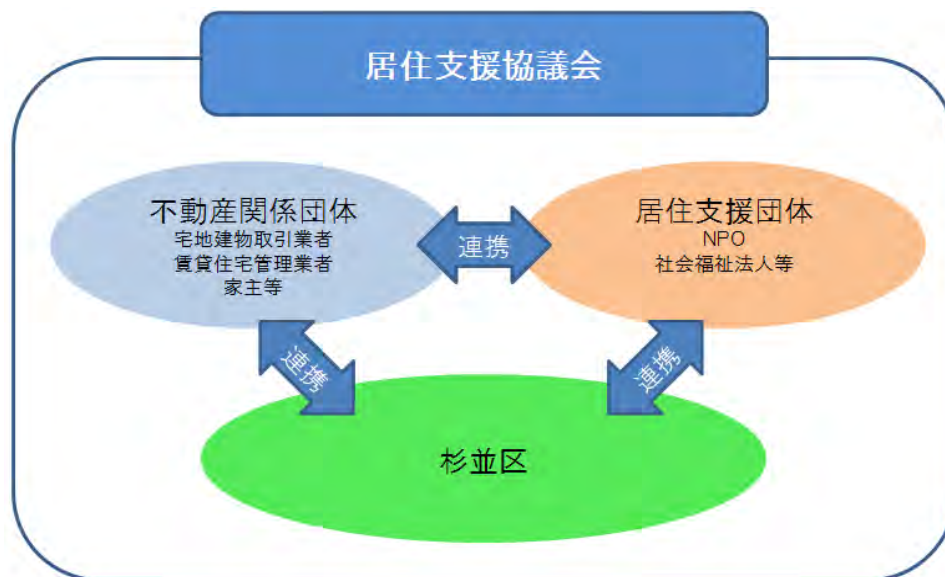 居住支援協議会
不動産関係団体
宅地建物取引業者
賃貸住宅管理業者
家主等
連携
居住支援団体
NPO
社会福祉法人等
連携
連携
杉並区